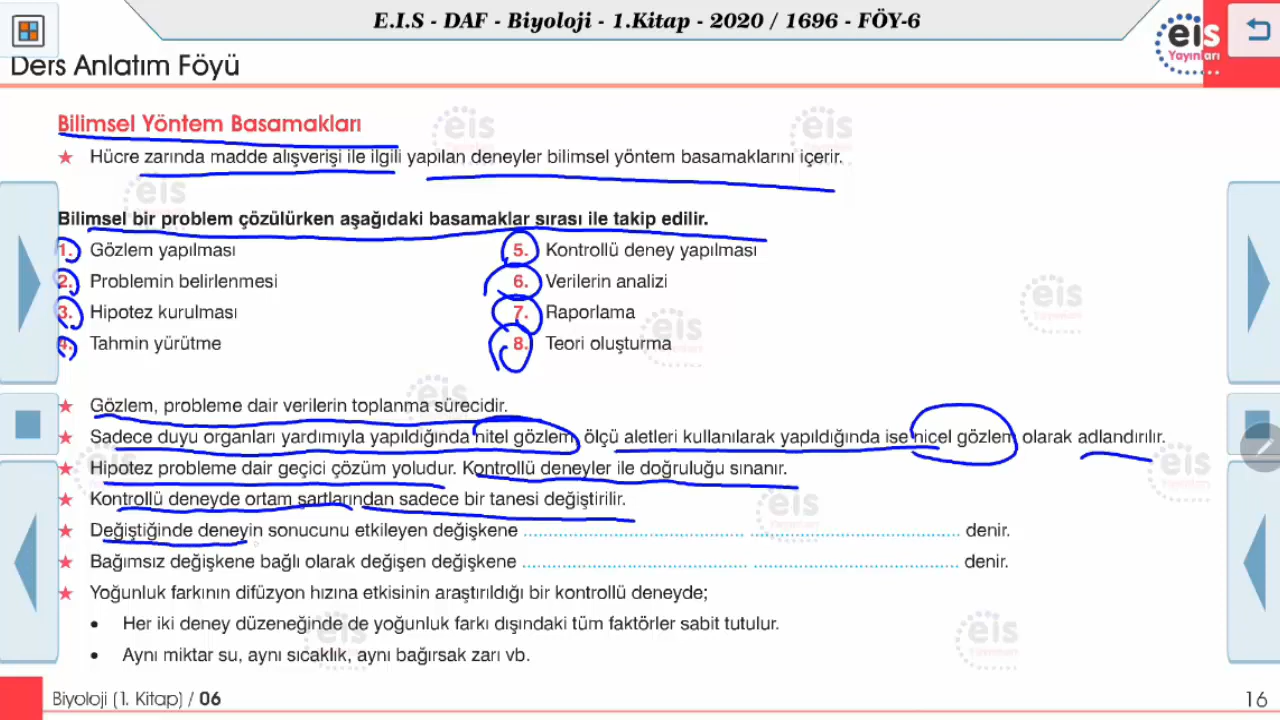 E.I.S - DAF - Biyoloji - 1.Kitap - 2020 / 1696 - FÖY-6
eis
Yayınları
Ders Anlatım Föyü
Bilimsel Yöntem Basamakları
Hücre zarında madde alışverişi ile ilgili yapılan deneyler bilimsel yöntem basamaklarını içerir.
Bilimsel bir problem çözülürken aşağıdaki basamaklar sırası ile takip edilir.
1. Gözlem yapılması
2. Problemin belirlenmesi
3. Hipotez kurulması
4. Tahmin yürütme
5. Kontrollü deney yapılması
6. Verilerin analizi
7. Raporlama
8. Teori oluşturma
Gözlem, probleme dair verilerin toplanma sürecidir.
Sadece duyu organları yardımıyla yapıldığında nitel gözlem, ölçü aletleri kullanılarak yapıldığında ise nicel gözlem olarak adlandırılır.
Hipotez probleme dair geçici çözüm yoludur. Kontrollü deneyler ile doğruluğu sınanır.
Kontrollü deneyde ortam şartlarından sadece bir tanesi değiştirilir.
Değiştiğinde deneyin sonucunu etkileyen değişkene ........................................ ...................................... denir.
Bağımsız değişkene bağlı olarak değişen değişkene ........................................ ...................................... denir.
Yoğunluk farkının difüzyon hızına etkisinin araştırıldığı bir kontrollü deneyde;
• Her iki deney düzeneğinde de yoğunluk farkı dışındaki tüm faktörler sabit tutulur.
• Aynı miktar su, aynı sıcaklık, aynı bağırsak zarı vb.
Biyoloji (1. Kitap) / 06
16